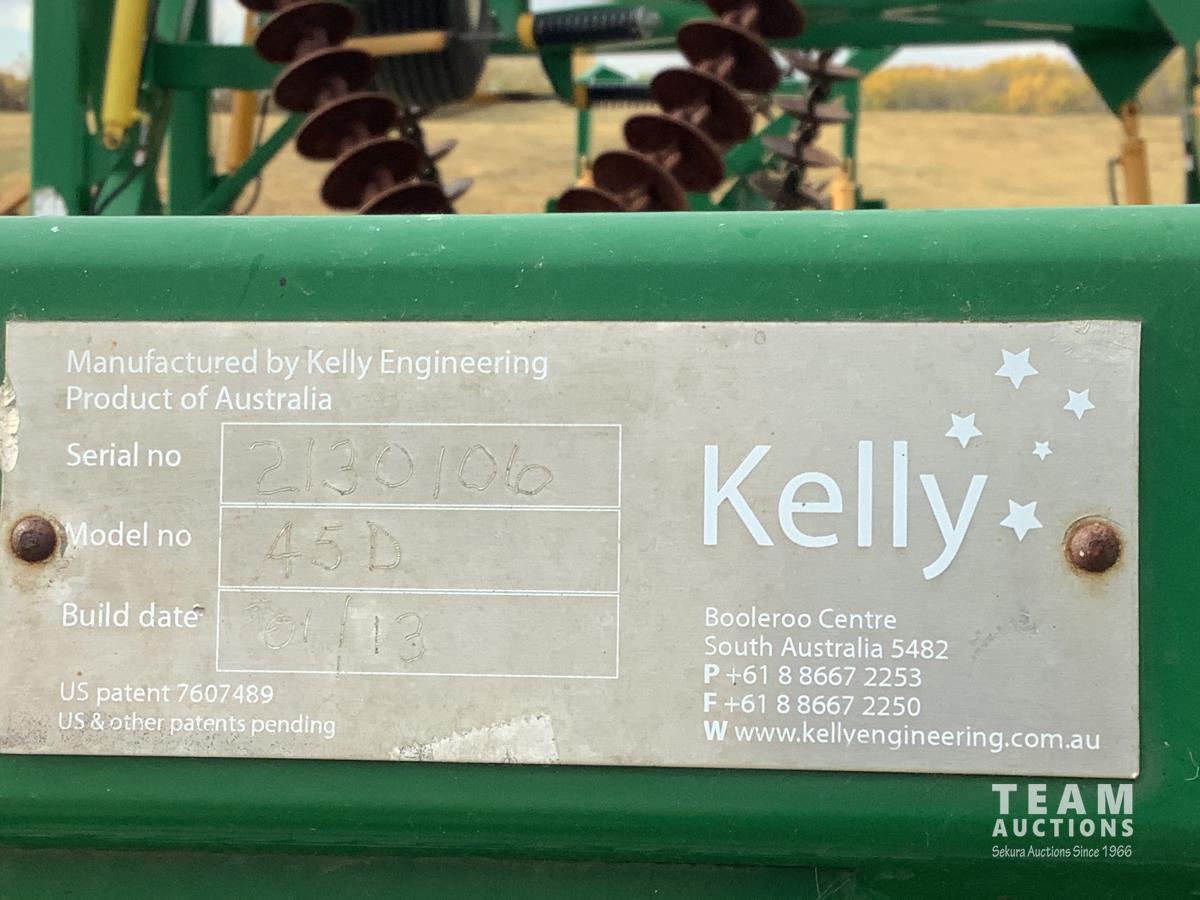 Manufactured by Kelly Engineering
Product of Australia
Serial no 2130106
Model no 45D
Build date 01/13
US patent 7607489
US & other patents pending
Kelly
Booleroo Centre
South Australia 5482
P +61 8 8667 2253
F +61 8 8667 2250
W www.kellyengineering.com.au
TEAM
AUCTIONS
Sekura Auctions Since 1966